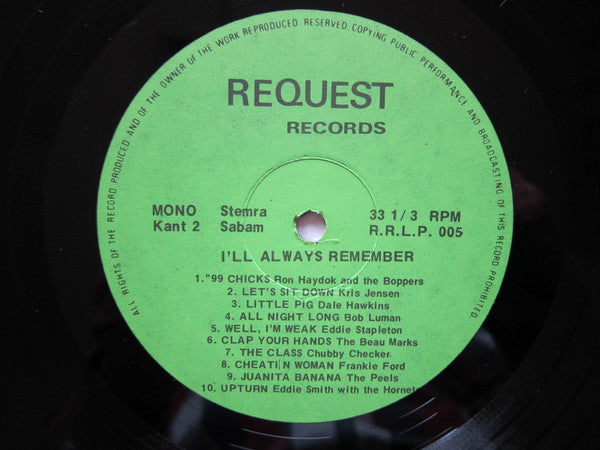 ALL RIGHTS OF THE RECORD PRODUCED AND OF THE OWNER OF THE WORK REPRODUCED RESERVED. COPYING PUBLIC PERFORMANCE AND BROADCASTING OF THIS RECORD PROHIBITED
REQUEST
RECORDS
MONO Stemra 33 1/3 RPM
Kant 2 Sabam R.R.L.P. 005
I'LL ALWAYS REMEMBER
1."99 CHICKS Ron Haydok and the Boppers
2. LET'S SIT DOWN Kris Jensen
3. LITTLE PIG Dale Hawkins
4. ALL NIGHT LONG Bob Luman
5. WELL, I'M WEAK Eddie Stapleton
6. CLAP YOUR HANDS The Beau Marks
7. THE CLASS Chubby Checker
8. CHEATIN WOMAN Frankie Ford
9. JUANITA BANANA The Peels
10. UPTURN Eddie Smith with the Hornets